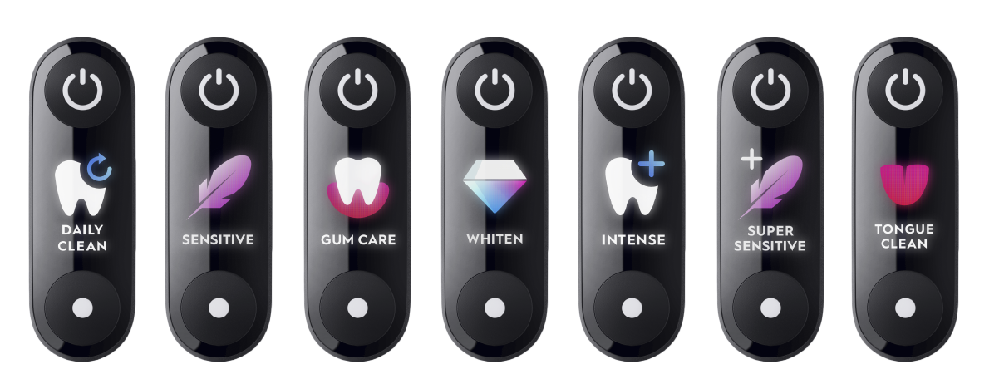 DAILY
CLEAN
SENSITIVE
GUM CARE
WHITEN
INTENSE
SUPER
SENSITIVE
TONGUE
CLEAN